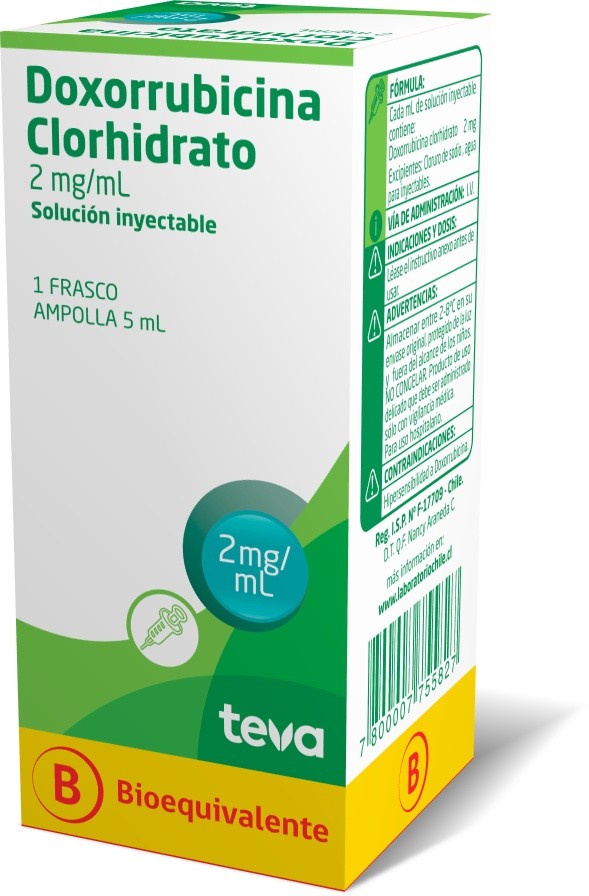 Doxorrubicina
Clorhidrato
Doxorrubicina
Clorhidrato
2 mg/mL
Solución inyectable
1 FRASCO
AMPOLLA 5 mL
2mg/
mL
teva
B Bioequivalente
FÓRMULA:
Cada mL de solución inyectable
contiene:
Doxorrubicina clorhidrato 2 mg
Excipientes: Cloruro de sodio, agua
para inyectables.
VÍA DE ADMINISTRACIÓN: I.V.
INDICACIONES Y DOSIS:
Léase el instructivo anexo antes de
usar.
ADVERTENCIAS:
Almacenar entre 2-8°C en su
envase original, protegido de la luz
y fuera del alcance de los niños.
NO CONGELAR. Producto de uso
delicado que debe ser administrado
sólo con vigilancia médica.
Para uso hospitalario.
CONTRAINDICACIONES:
Hipersensibilidad a Doxorrubicina.
Reg. I.S.P. N° F-17709 - Chile.
D.T. Q.F. Nancy Araneda C.
más información en:
www.laboratoriochile.cl
7 800007 755827
B